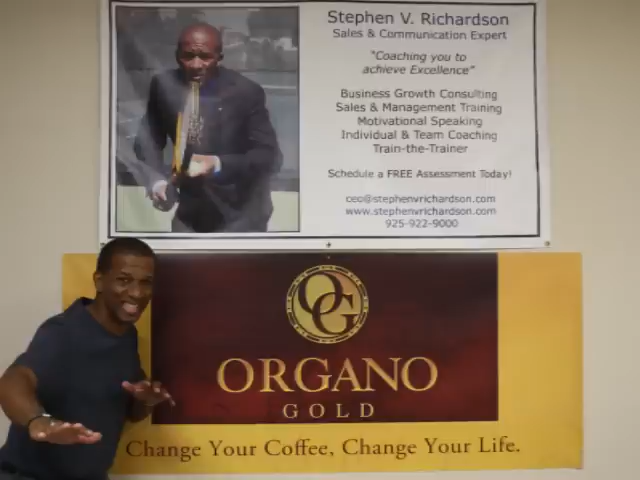 Stephen V. Richardson
Sales & Communication Expert
"Coaching you to
achieve Excellence"
Business Growth Consulting
Sales & Management Training
Motivational Speaking
Individual & Team Coaching
Train-the-Trainer
Schedule a FREE Assessment Today!
ceo@stephenvrichardson.com
www.stephenvrichardson.com
925-922-9000
OG
ORGANO
GOLD
Change Your Coffee, Change Your Life.